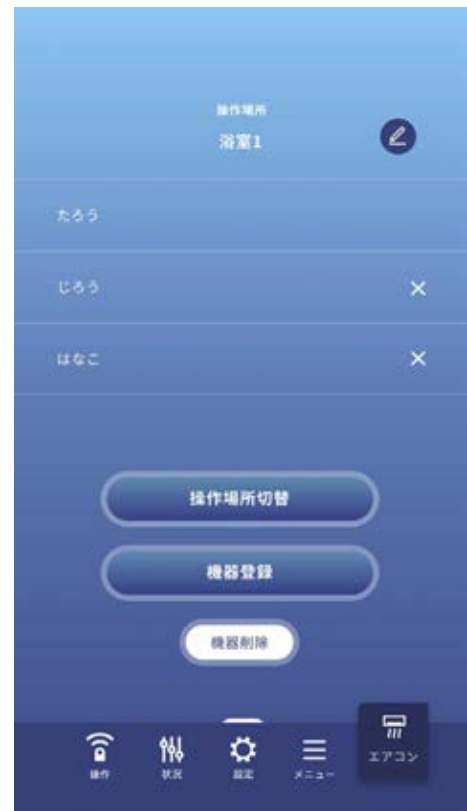 操作場所
浴室1
たろう
じろう
はなこ
操作場所切替
機器登録
機器削除
操作
状況
設定
メニュー
エアコン